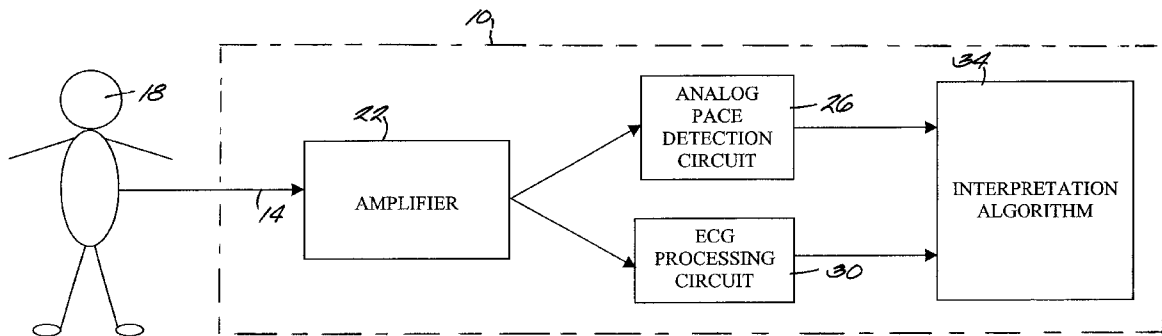 10
34
18
ANALOG
PACE
DETECTION
CIRCUIT
26
22
AMPLIFIER
INTERPRETATION
ALGORITHM
14
ECG
PROCESSING
CIRCUIT
30